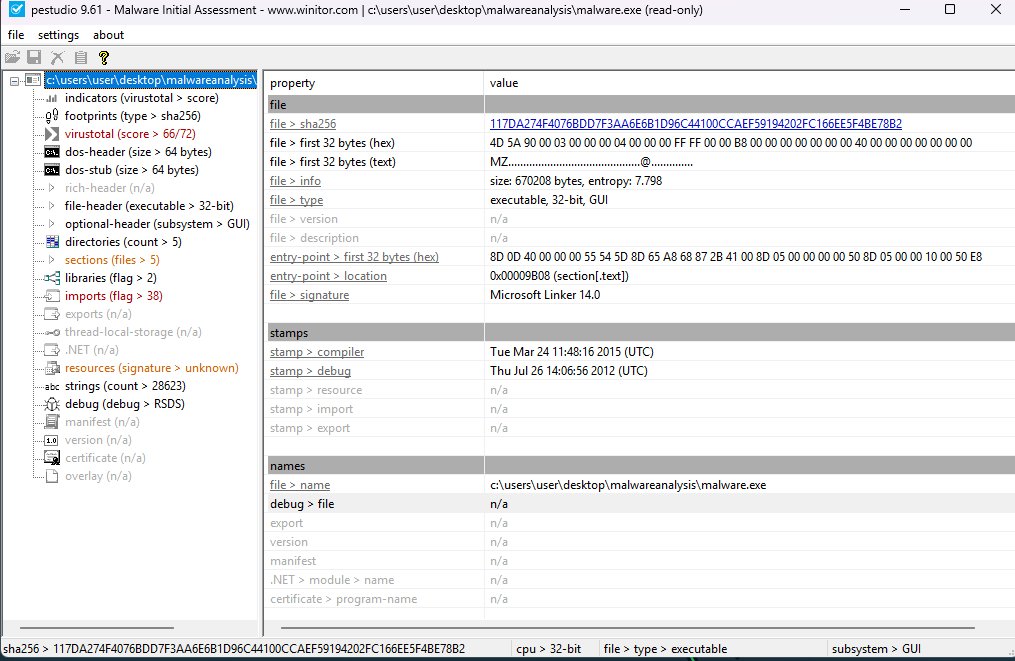 pestudio 9.61 - Malware Initial Assessment - www.winitor.com | c:\users\user\desktop\malwareanalysis\malware.exe (read-only)
file settings about
c:\users\user\desktop\malwareanalysis\
indicators (virustotal > score)
footprints (type > sha256)
virustotal (score > 66/72)
dos-header (size > 64 bytes)
dos-stub (size > 64 bytes)
rich-header (n/a)
file-header (executable > 32-bit)
optional-header (subsystem > GUI)
directories (count > 5)
sections (files > 5)
libraries (flag > 2)
imports (flag > 38)
exports (n/a)
thread-local-storage (n/a)
.NET (n/a)
resources (signature > unknown)
abc strings (count > 28623)
debug (debug > RSDS)
manifest (n/a)
1.0 version (n/a)
certificate (n/a)
overlay (n/a)
property value
file
file > sha256 117DA274F4076BDD7F3AA6E6B1D96C44100CCAEF59194202FC166EE5F4BE78B2
file > first 32 bytes (hex) 4D 5A 90 00 03 00 00 00 04 00 00 00 FF FF 00 00 B8 00 00 00 00 00 00 00 40 00 00 00 00 00 00 00
file > first 32 bytes (text) MZ..........................................@.............
file > info size: 670208 bytes, entropy: 7.798
file > type executable, 32-bit, GUI
file > version n/a
file > description n/a
entry-point > first 32 bytes (hex) 8D 0D 40 00 00 00 55 54 5D 8D 65 A8 68 87 2B 41 00 8D 05 00 00 00 00 50 8D 05 00 00 10 00 50 E8
entry-point > location 0x00009B08 (section[.text])
file > signature Microsoft Linker 14.0
stamps
stamp > compiler Tue Mar 24 11:48:16 2015 (UTC)
stamp > debug Thu Jul 26 14:06:56 2012 (UTC)
stamp > resource n/a
stamp > import n/a
stamp > export n/a
names
file > name c:\users\user\desktop\malwareanalysis\malware.exe
debug > file n/a
export n/a
version n/a
manifest n/a
.NET > module > name n/a
certificate > program-name n/a
sha256 > 117DA274F4076BDD7F3AA6E6B1D96C44100CCAEF59194202FC166EE5F4BE78B2 cpu > 32-bit file > type > executable subsystem > GUI